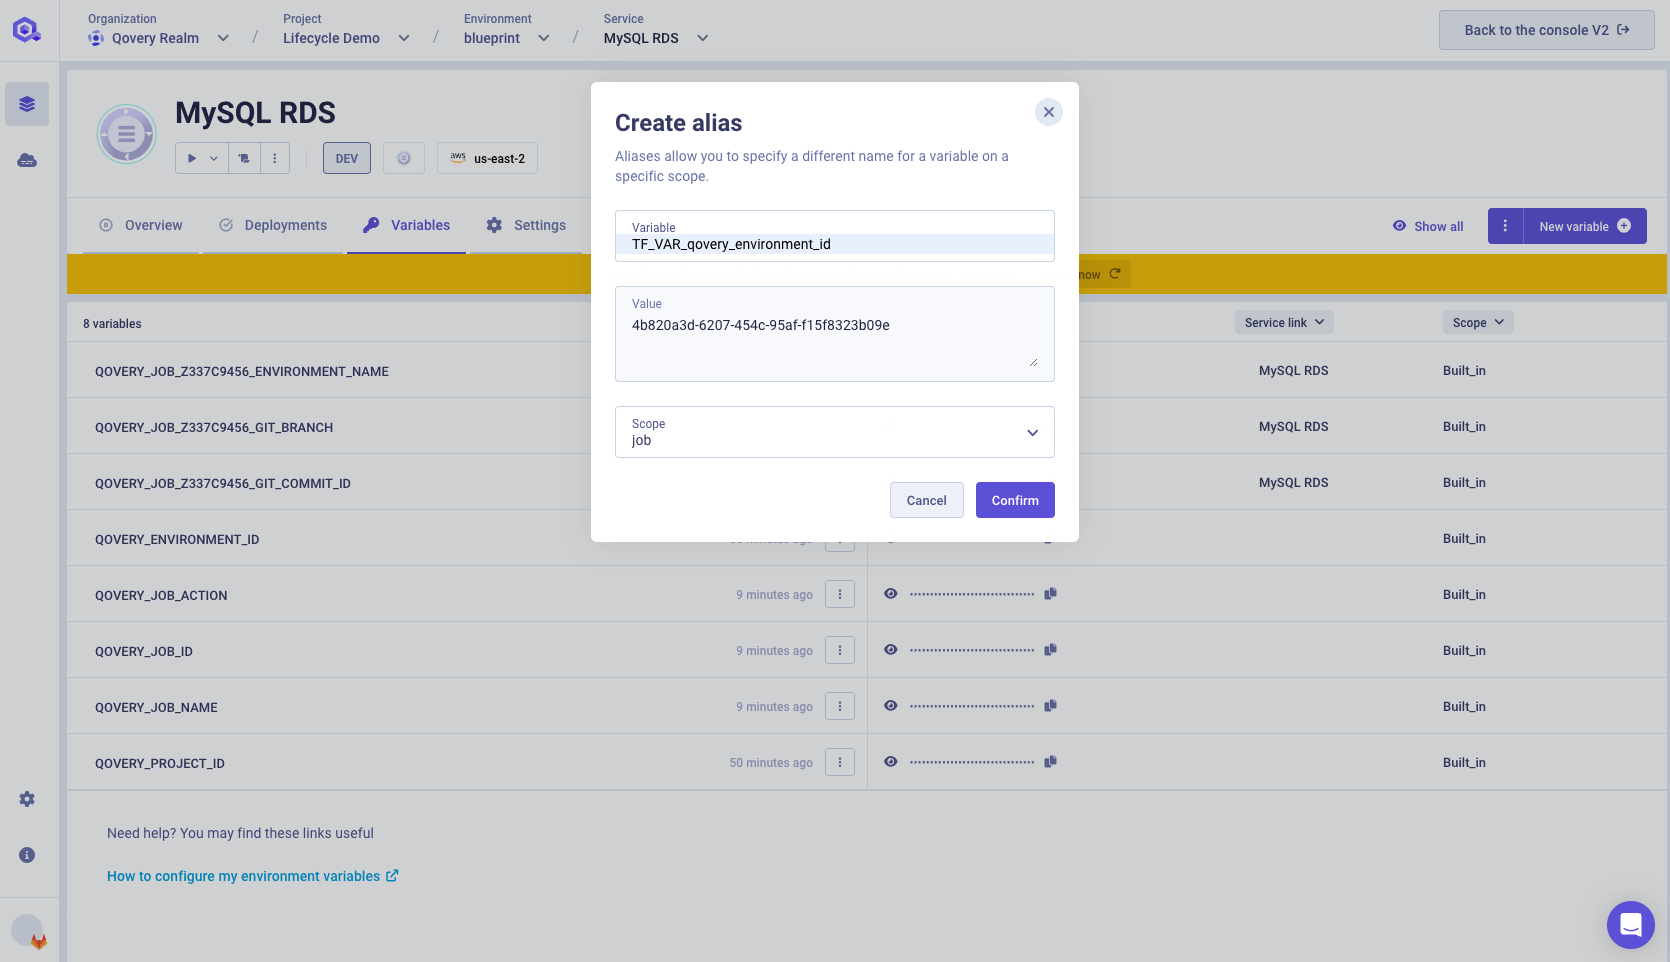 Organization
Qovery Realm
/
Project
Lifecycle Demo
/
Environment
blueprint
/
Service
MySQL RDS
Back to the console V2
MySQL RDS
DEV
aws
us-east-2
Overview
Deployments
Variables
Settings
Show all
New variable
now
8 variables
Service link
Scope
QOVERY_JOB_Z337C9456_ENVIRONMENT_NAME
MySQL RDS
Built_in
QOVERY_JOB_Z337C9456_GIT_BRANCH
MySQL RDS
Built_in
QOVERY_JOB_Z337C9456_GIT_COMMIT_ID
MySQL RDS
Built_in
QOVERY_ENVIRONMENT_ID
Built_in
QOVERY_JOB_ACTION
9 minutes ago
Built_in
QOVERY_JOB_ID
9 minutes ago
Built_in
QOVERY_JOB_NAME
9 minutes ago
Built_in
QOVERY_PROJECT_ID
50 minutes ago
Built_in
Need help? You may find these links useful
How to configure my environment variables
Create alias
Aliases allow you to specify a different name for a variable on a
specific scope.
Variable
TF_VAR_qovery_environment_id
Value
4b820a3d-6207-454c-95af-f15f8323b09e
Scope
job
Cancel
Confirm